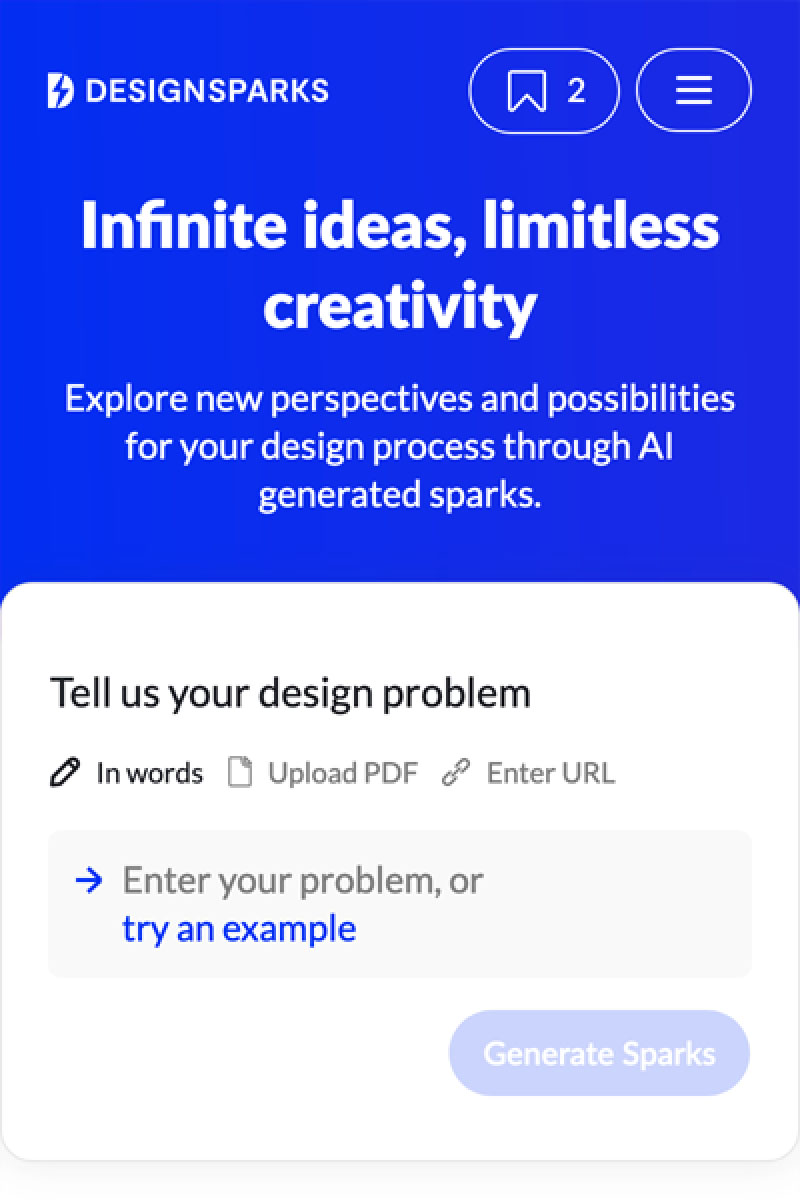 DESIGNSPARKS
2
Infinite ideas, limitless
creativity
Explore new perspectives and possibilities
for your design process through AI
generated sparks.
Tell us your design problem
In words Upload PDF Enter URL
Enter your problem, or
try an example
Generate Sparks